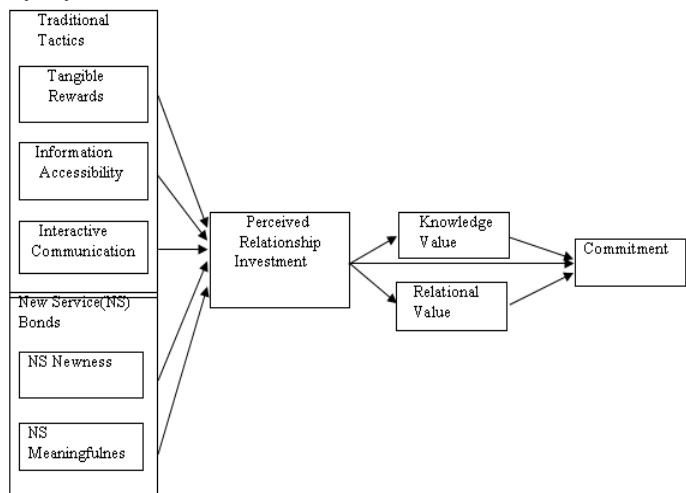 Traditional
Tactics
Tangible
Rewards
Information
Accessibility
Interactive
Communication
New Service(NS)
Bonds
NS Newness
NS
Meaningfulnes
Perceived
Relationship
Investment
Knowledge
Value
Relational
Value
Commitment